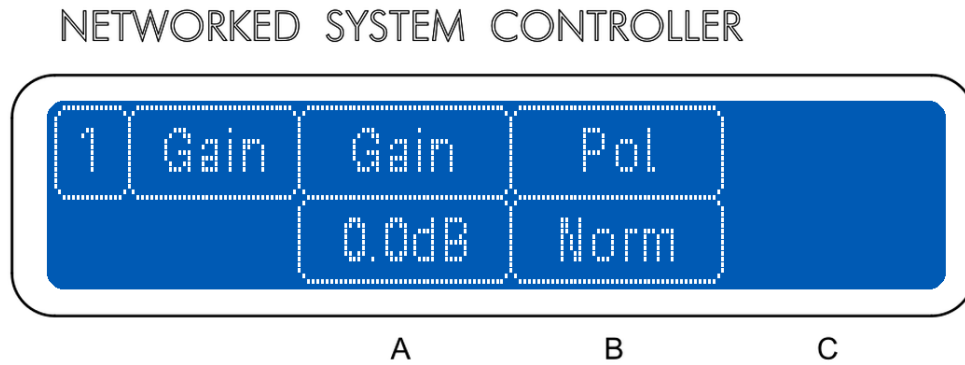 NETWORKED SYSTEM CONTROLLER
1 Gain Gain Pol
0.0dB Norm
A B C